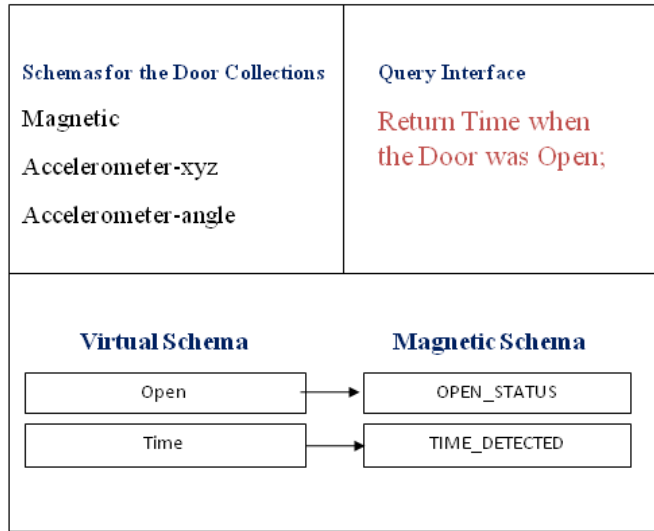 Schemas for the Door Collections
Magnetic
Accelerometer-xyz
Accelerometer-angle
Query Interface
Return Time when
the Door was Open;
Virtual Schema
Magnetic Schema
Open
OPEN_STATUS
Time
TIME_DETECTED